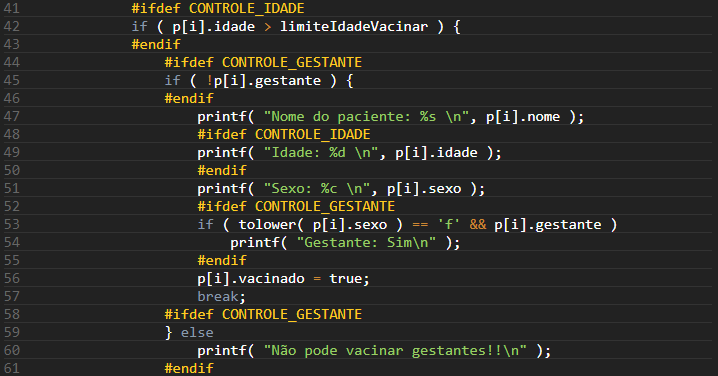 41 #ifdef CONTROLE_IDADE
42 if ( p[i].idade > limiteIdadeVacinar ) {
43 #endif
44 #ifdef CONTROLE_GESTANTE
45 if ( !p[i].gestante ) {
46 #endif
47 printf( "Nome do paciente: %s \n", p[i].nome );
48 #ifdef CONTROLE_IDADE
49 printf( "Idade: %d \n", p[i].idade );
50 #endif
51 printf( "Sexo: %c \n", p[i].sexo );
52 #ifdef CONTROLE_GESTANTE
53 if ( tolower( p[i].sexo ) == 'f' && p[i].gestante )
54 printf( "Gestante: Sim\n" );
55 #endif
56 p[i].vacinado = true;
57 break;
58 #ifdef CONTROLE_GESTANTE
59 } else
60 printf( "Não pode vacinar gestantes!!\n" );
61 #endif